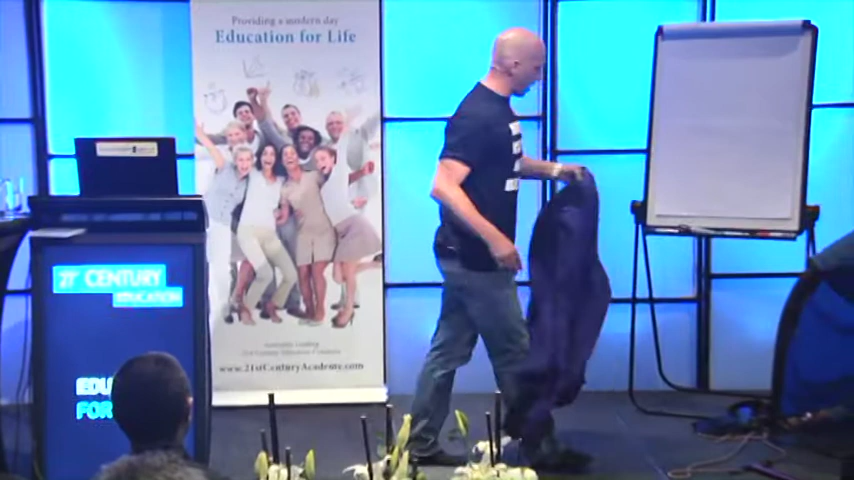 Providing a modern day
EDUCATION FOR LIFE
www.21stCenturyAcademy.com
21ST CENTURY
EDUCATION
EDU
FOR